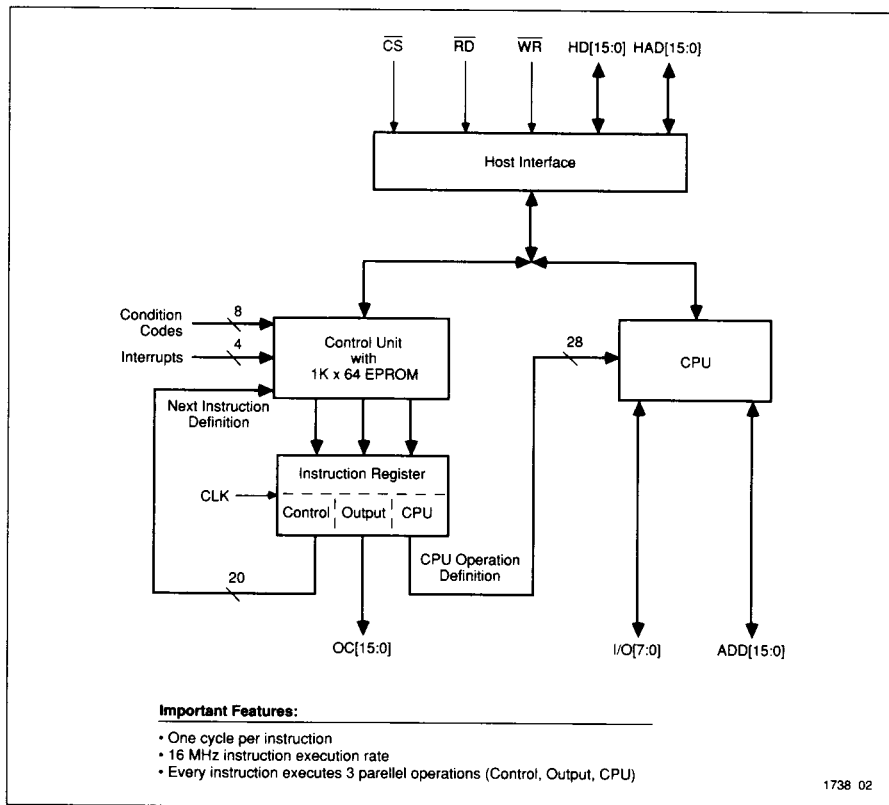 CS RD WR HD[15:0] HAD[15:0]
Host Interface
Condition
Codes
8
Interrupts
4
Control Unit
with
1K x 64 EPROM
28
CPU
Next Instruction
Definition
Instruction Register
CLK
Control Output CPU
CPU Operation
Definition
20
OC[15:0]
I/O[7:0]
ADD[15:0]
Important Features:
• One cycle per instruction
• 16 MHz instruction execution rate
• Every instruction executes 3 parellel operations (Control, Output, CPU)
1738 02